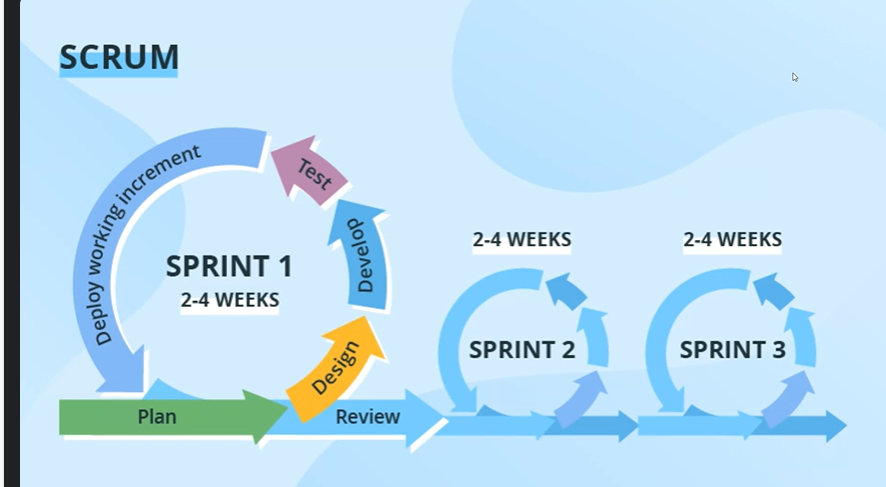 SCRUM
Deploy working increment
Test
Develop
Design
SPRINT 1
2-4 WEEKS
Plan
Review
2-4 WEEKS
SPRINT 2
2-4 WEEKS
SPRINT 3